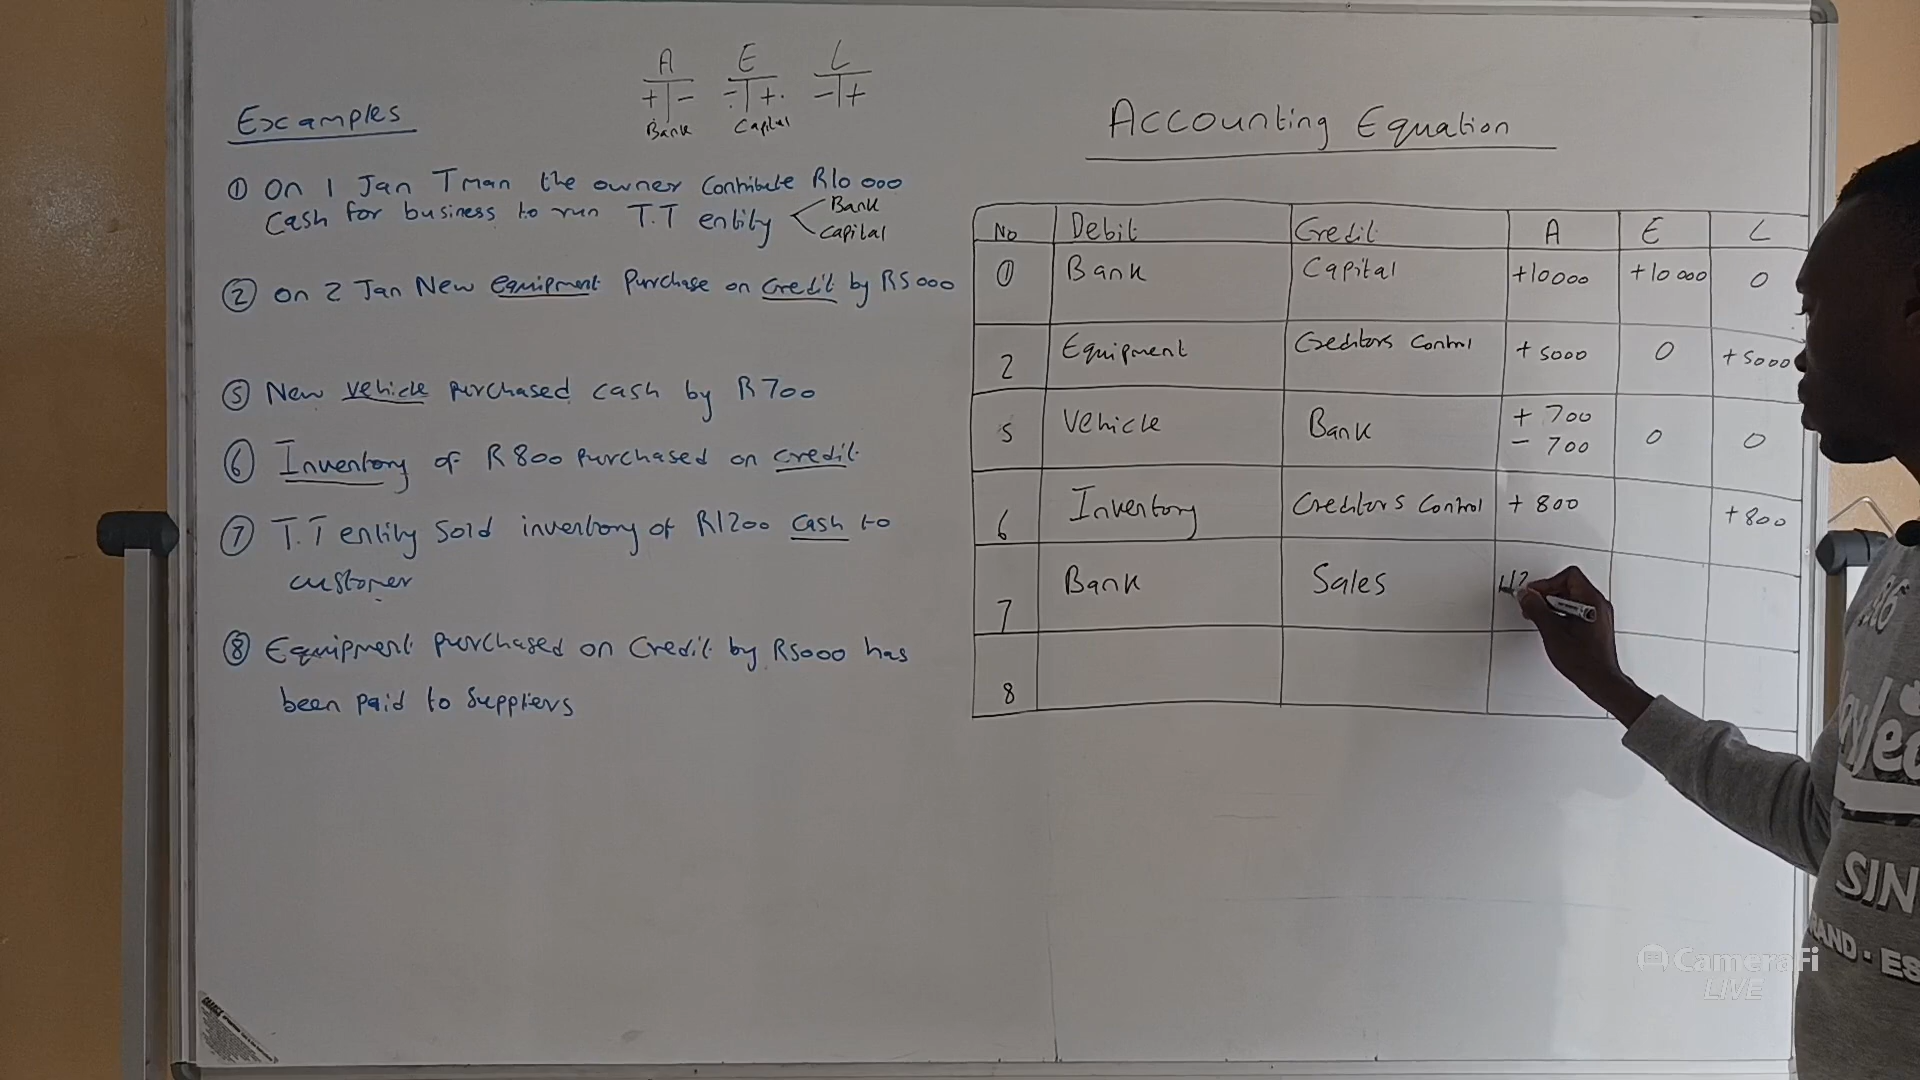 A E L
+ - - + - +
Bank Capital
Examples
① On 1 Jan Tman the owner contribute R10 000
cash for business to run T.T entity
Bank
capital
② on 2 Jan New equipment purchase on credit by R5000
⑤ New vehicle purchased cash by R700
⑥ Inventory of R800 purchased on credit
⑦ T.T entity sold inventory of R1200 cash to
customer
⑧ Equipment purchased on credit by R5000 has
been paid to suppliers
Accounting Equation
No Debit Credit A E L
① Bank Capital +10000 +10 000 0
2 Equipment Creditors Control +5000 0 +5000
5 Vehicle Bank + 700 - 700 0 0
6 Inventory Creditors Control +800 +800
7 Bank Sales
8
SIN
CameraFi
LIVE